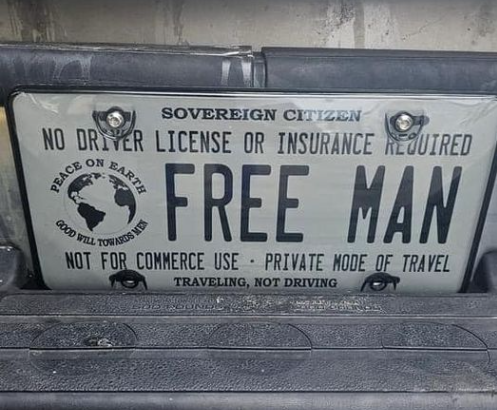 SOVEREIGN CITIZEN
NO DRIVER LICENSE OR INSURANCE REQUIRED
PEACE ON EARTH
FREE MAN
GOOD WILL TOWARDS MEN
NOT FOR COMMERCE USE · PRIVATE MODE OF TRAVEL
TRAVELING, NOT DRIVING